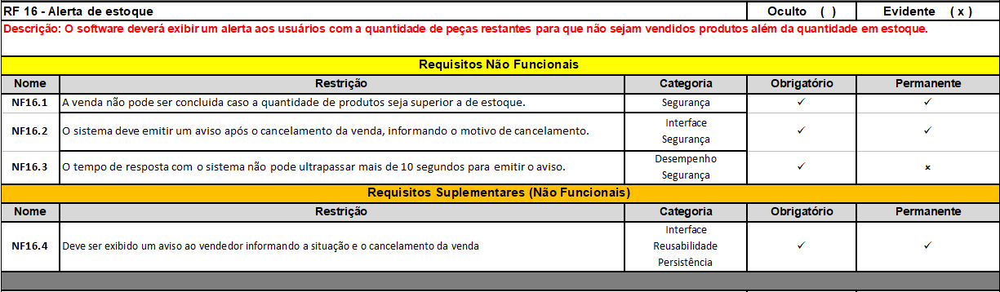 RF 16 - Alerta de estoque Oculto ( ) Evidente ( x )
Descrição: O software deverá exibir um alerta aos usuários com a quantidade de peças restantes para que não sejam vendidos produtos além da quantidade em estoque.
Requisitos Não Funcionais
Nome Restrição Categoria Obrigatório Permanente
NF16.1 A venda não pode ser concluida caso a quantidade de produtos seja superior a de estoque. Segurança ✓ ✓
NF16.2 O sistema deve emitir um aviso após o cancelamento da venda, informando o motivo de cancelamento. Interface Segurança ✓ ✓
NF16.3 O tempo de resposta com o sistema não pode ultrapassar mais de 10 segundos para emitir o aviso. Desempenho Segurança ✓ ×
Requisitos Suplementares (Não Funcionais)
Nome Restrição Categoria Obrigatório Permanente
NF16.4 Deve ser exibido um aviso ao vendedor informando a situação e o cancelamento da venda Interface Reusabilidade Persistência ✓ ✓